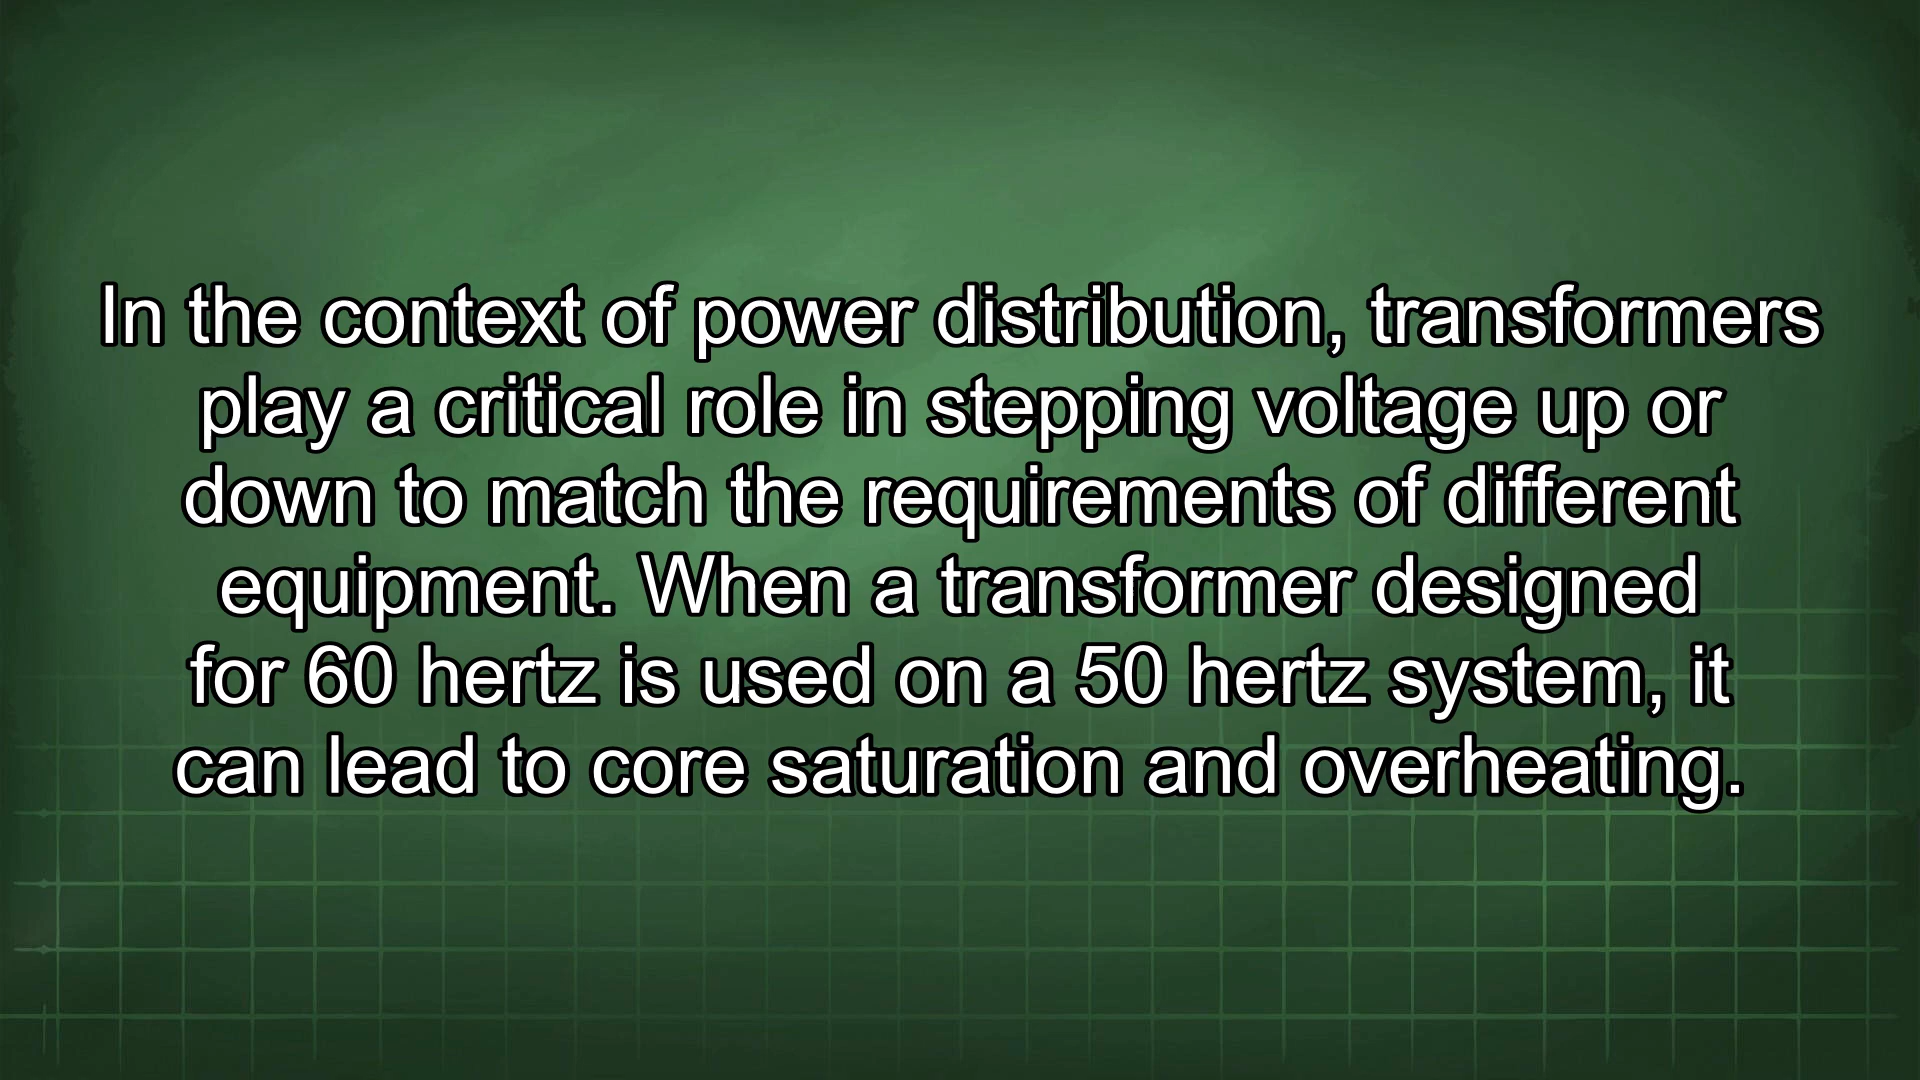 In the context of power distribution, transformers
play a critical role in stepping voltage up or
down to match the requirements of different
equipment. When a transformer designed
for 60 hertz is used on a 50 hertz system, it
can lead to core saturation and overheating.